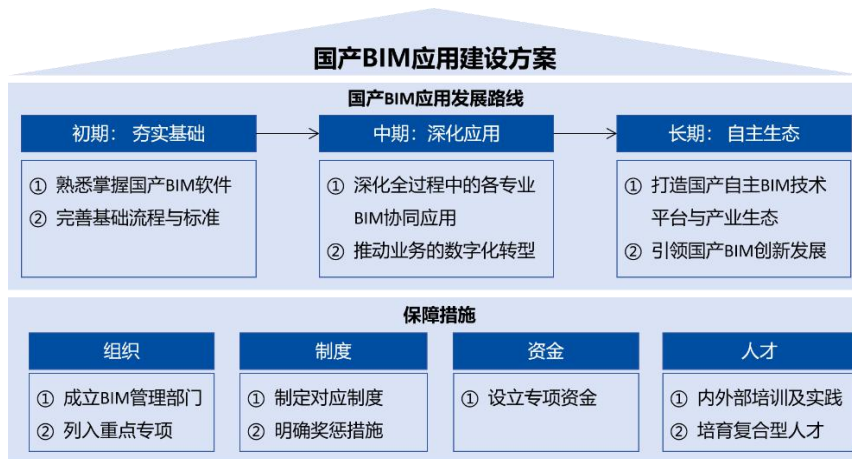 国产BIM应用建设方案
国产BIM应用发展路线
初期：夯实基础
中期：深化应用
长期：自主生态
① 熟悉掌握国产BIM软件
② 完善基础流程与标准
① 深化全过程中的各专业
BIM协同应用
② 推动业务的数字化转型
① 打造国产自主BIM技术
平台与产业生态
② 引领国产BIM创新发展
保障措施
组织
制度
资金
人才
① 成立BIM管理部门
② 列入重点专项
① 制定对应制度
② 明确奖惩措施
① 设立专项资金
① 内外部培训及实践
② 培育复合型人才